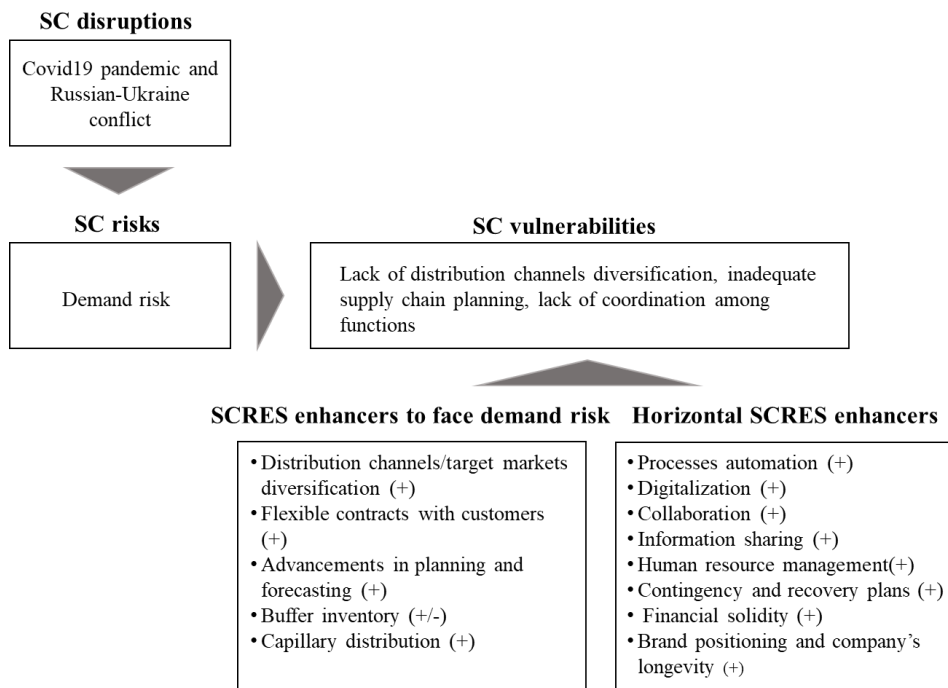 SC disruptions
Covid19 pandemic and
Russian-Ukraine
conflict
SC risks
Demand risk
SC vulnerabilities
Lack of distribution channels diversification, inadequate
supply chain planning, lack of coordination among
functions
SCRES enhancers to face demand risk
• Distribution channels/target markets
diversification (+)
• Flexible contracts with customers
(+)
• Advancements in planning and
forecasting (+)
• Buffer inventory (+/-)
• Capillary distribution (+)
Horizontal SCRES enhancers
• Processes automation (+)
• Digitalization (+)
• Collaboration (+)
• Information sharing (+)
• Human resource management(+)
• Contingency and recovery plans (+)
• Financial solidity (+)
• Brand positioning and company’s
longevity (+)